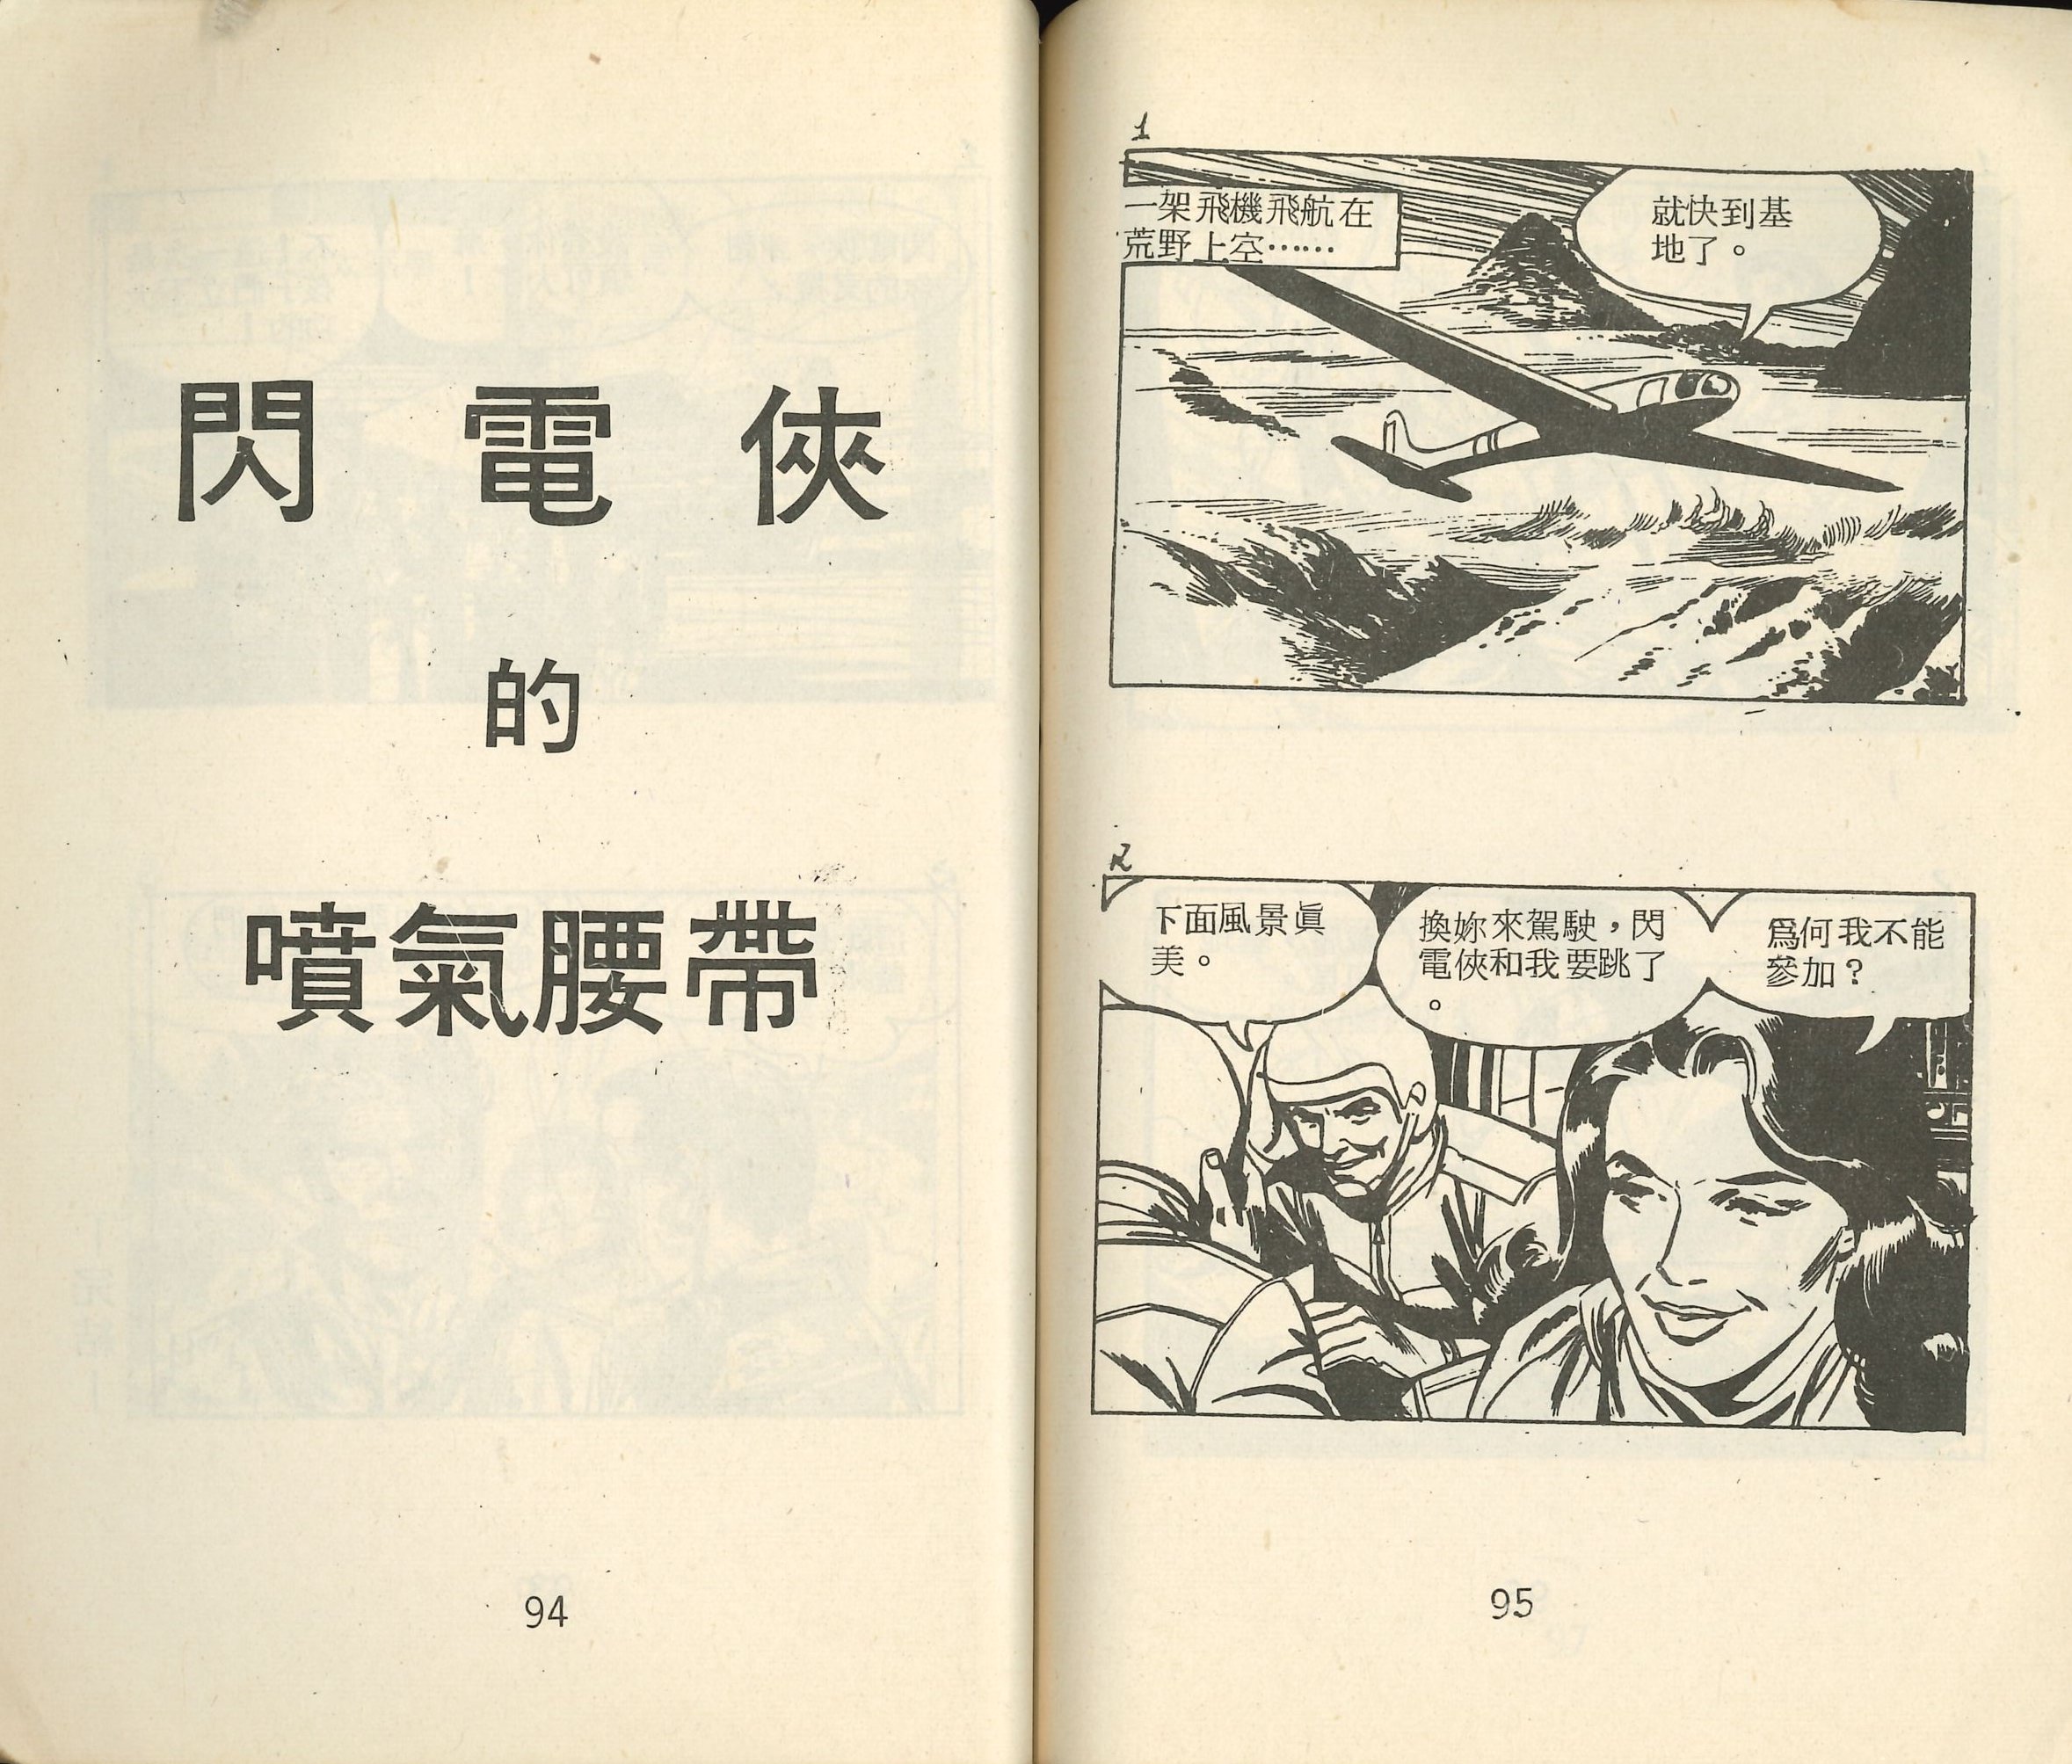 閃電俠
的
噴氣腰帶
94
1
一架飛機飛航在
荒野上空⋯⋯
就快到基
地了。
2
下面風景眞
美。
換妳來駕駛，閃
電俠和我要跳了
。
爲何我不能
參加？
95